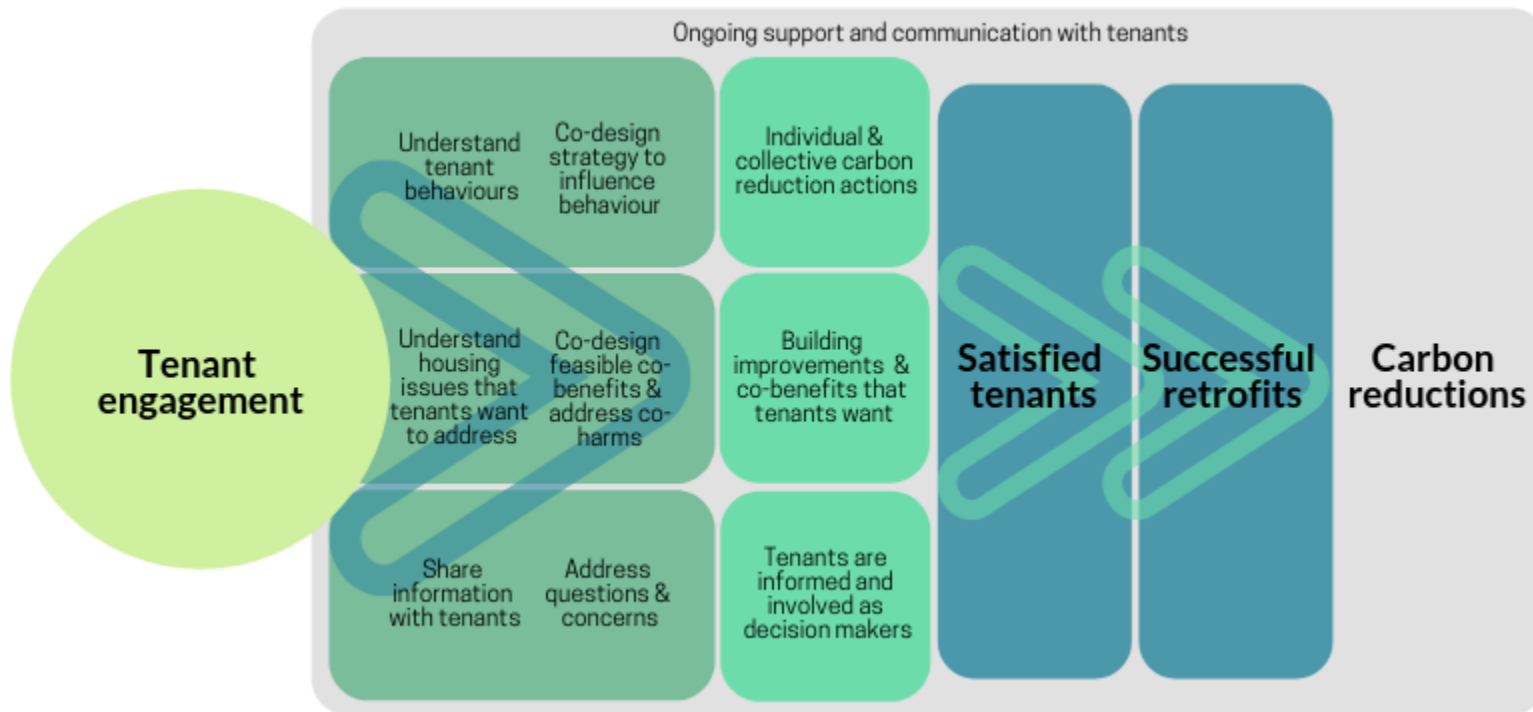 Ongoing support and communication with tenants
Tenant
engagement
Understand
tenant
behaviours
Co-design
strategy to
influence
behaviour
Individual &
collective carbon
reduction actions
Understand
housing
issues that
tenants want
to address
Co-design
feasible co-
benefits &
address co-
harms
Building
improvements &
co-benefits that
tenants want
Share
information
with tenants
Address
questions &
concerns
Tenants are
informed and
involved as
decision makers
Satisfied
tenants
Successful
retrofits
Carbon
reductions